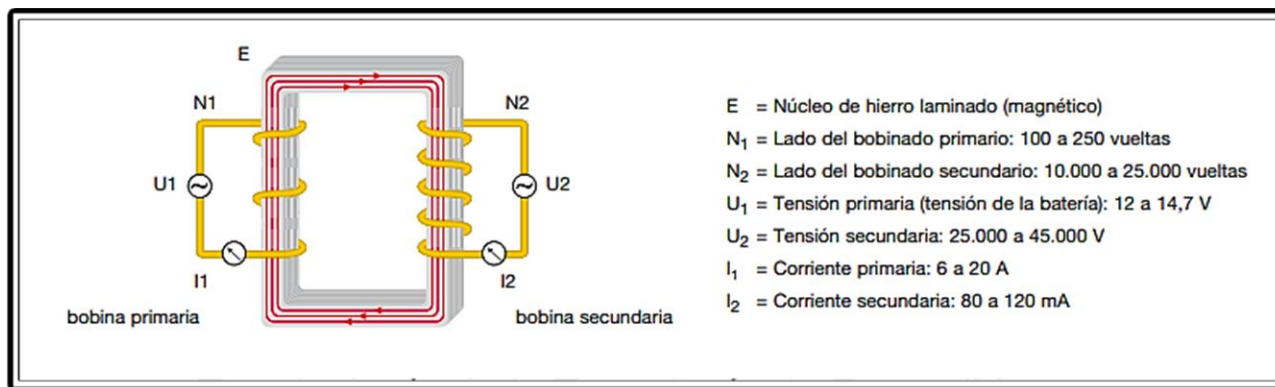 E
N1
N2
U1
U2
I1
I2
bobina primaria
bobina secundaria
E = Núcleo de hierro laminado (magnético)
N₁ = Lado del bobinado primario: 100 a 250 vueltas
N₂ = Lado del bobinado secundario: 10.000 a 25.000 vueltas
U₁ = Tensión primaria (tensión de la batería): 12 a 14,7 V
U₂ = Tensión secundaria: 25.000 a 45.000 V
I₁ = Corriente primaria: 6 a 20 A
I₂ = Corriente secundaria: 80 a 120 mA